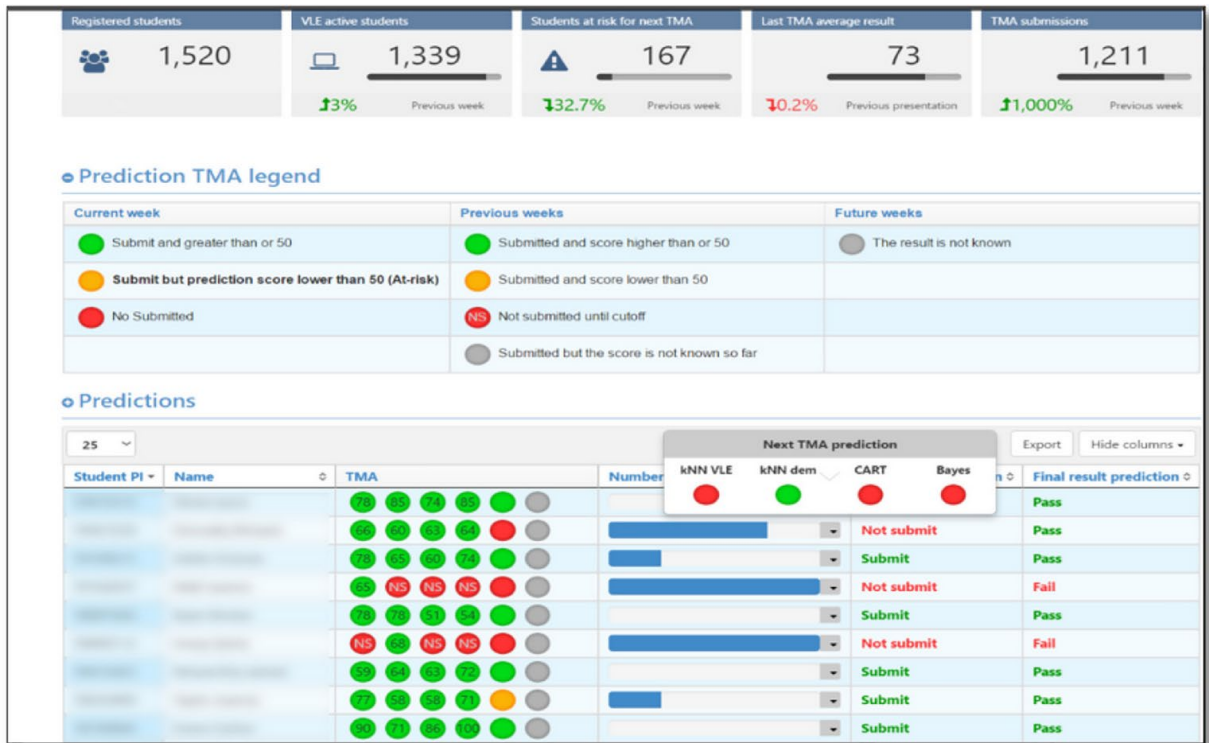 Registered students VLE active students Students at risk for next TMA Last TMA average result TMA submissions
1,520 1,339 167 73 1,211
3% Previous week 32.7% Previous week 0.2% Previous presentation 1,000% Previous week
Prediction TMA legend
Current week Previous weeks Future weeks
Submit and greater than or 50 Submitted and score higher than or 50 The result is not known
Submit but prediction score lower than 50 (At-risk) Submitted and score lower than 50
No Submitted NS Not submitted until cutoff
Submitted but the score is not known so far
Predictions
25 Next TMA prediction Export Hide columns
kNN VLE kNN dem CART Bayes
Student PI Name TMA Number Final result prediction
78 85 74 85 Pass
66 60 63 64 Not submit Pass
78 65 60 74 Submit Pass
65 NS NS NS Not submit Fail
78 78 51 54 Submit Pass
NS 68 NS NS Not submit Fail
59 64 63 72 Submit Pass
77 58 58 71 Submit Pass
90 71 86 100 Submit Pass